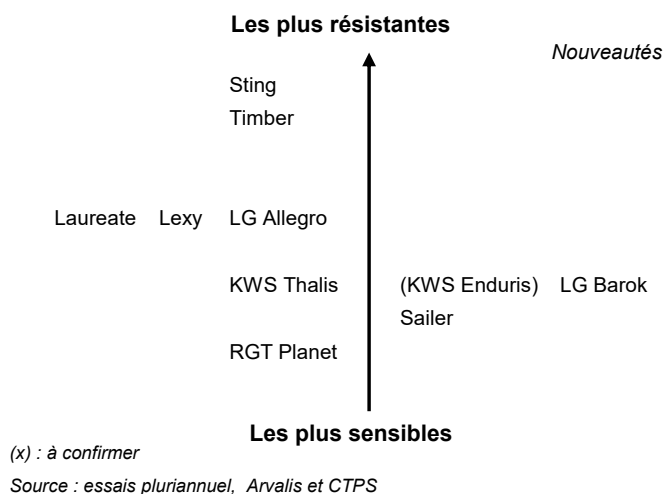 Les plus résistantes
Nouveautés
Sting
Timber
Laureate Lexy LG Allegro
KWS Thalis (KWS Enduris) LG Barok
Sailer
RGT Planet
Les plus sensibles
(x) : à confirmer
Source : essais pluriannuel, Arvalis et CTPS